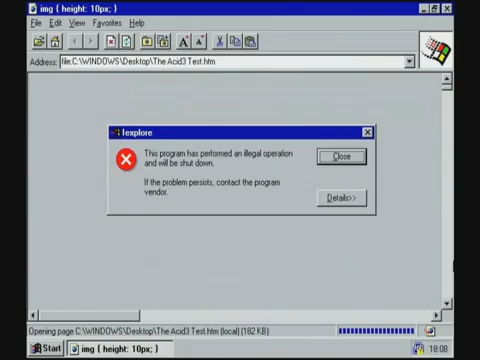 img { height: 10px; }
File Edit View Favorites Help
Address: file:C:\WINDOWS\Desktop\The Acid3 Test.htm
Iexplore
This program has performed an illegal operation
and will be shut down.
If the problem persists, contact the program
vendor.
Close
Details>>
Opening page C:\WINDOWS\Desktop\The Acid3 Test.htm (local) (182 KB)
Start
img { height: 10px; }
18:08